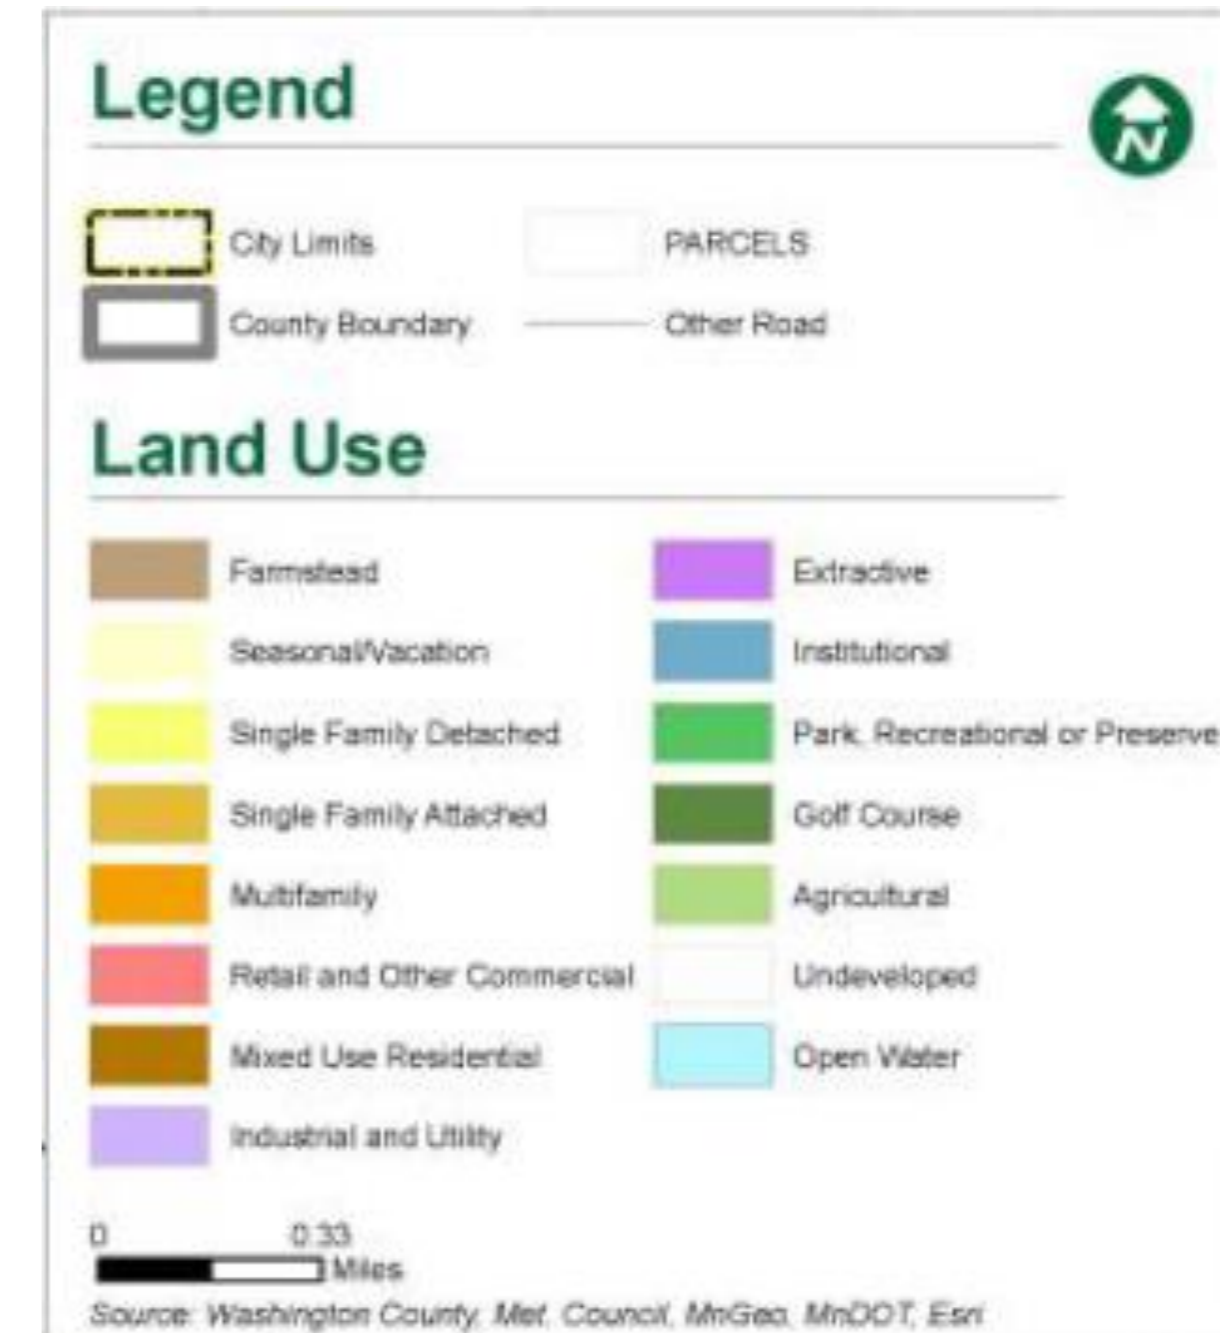 Legend
N
City Limits
PARCELS
County Boundary
Other Road
Land Use
Farmstead
Extractive
Seasonal/Vacation
Institutional
Single Family Detached
Park, Recreational or Preserve
Single Family Attached
Golf Course
Multifamily
Agricultural
Retail and Other Commercial
Undeveloped
Mixed Use Residential
Open Water
Industrial and Utility
0 0.33
Miles
Source: Washington County, Met. Council, MnGeo, MnDOT, Esri